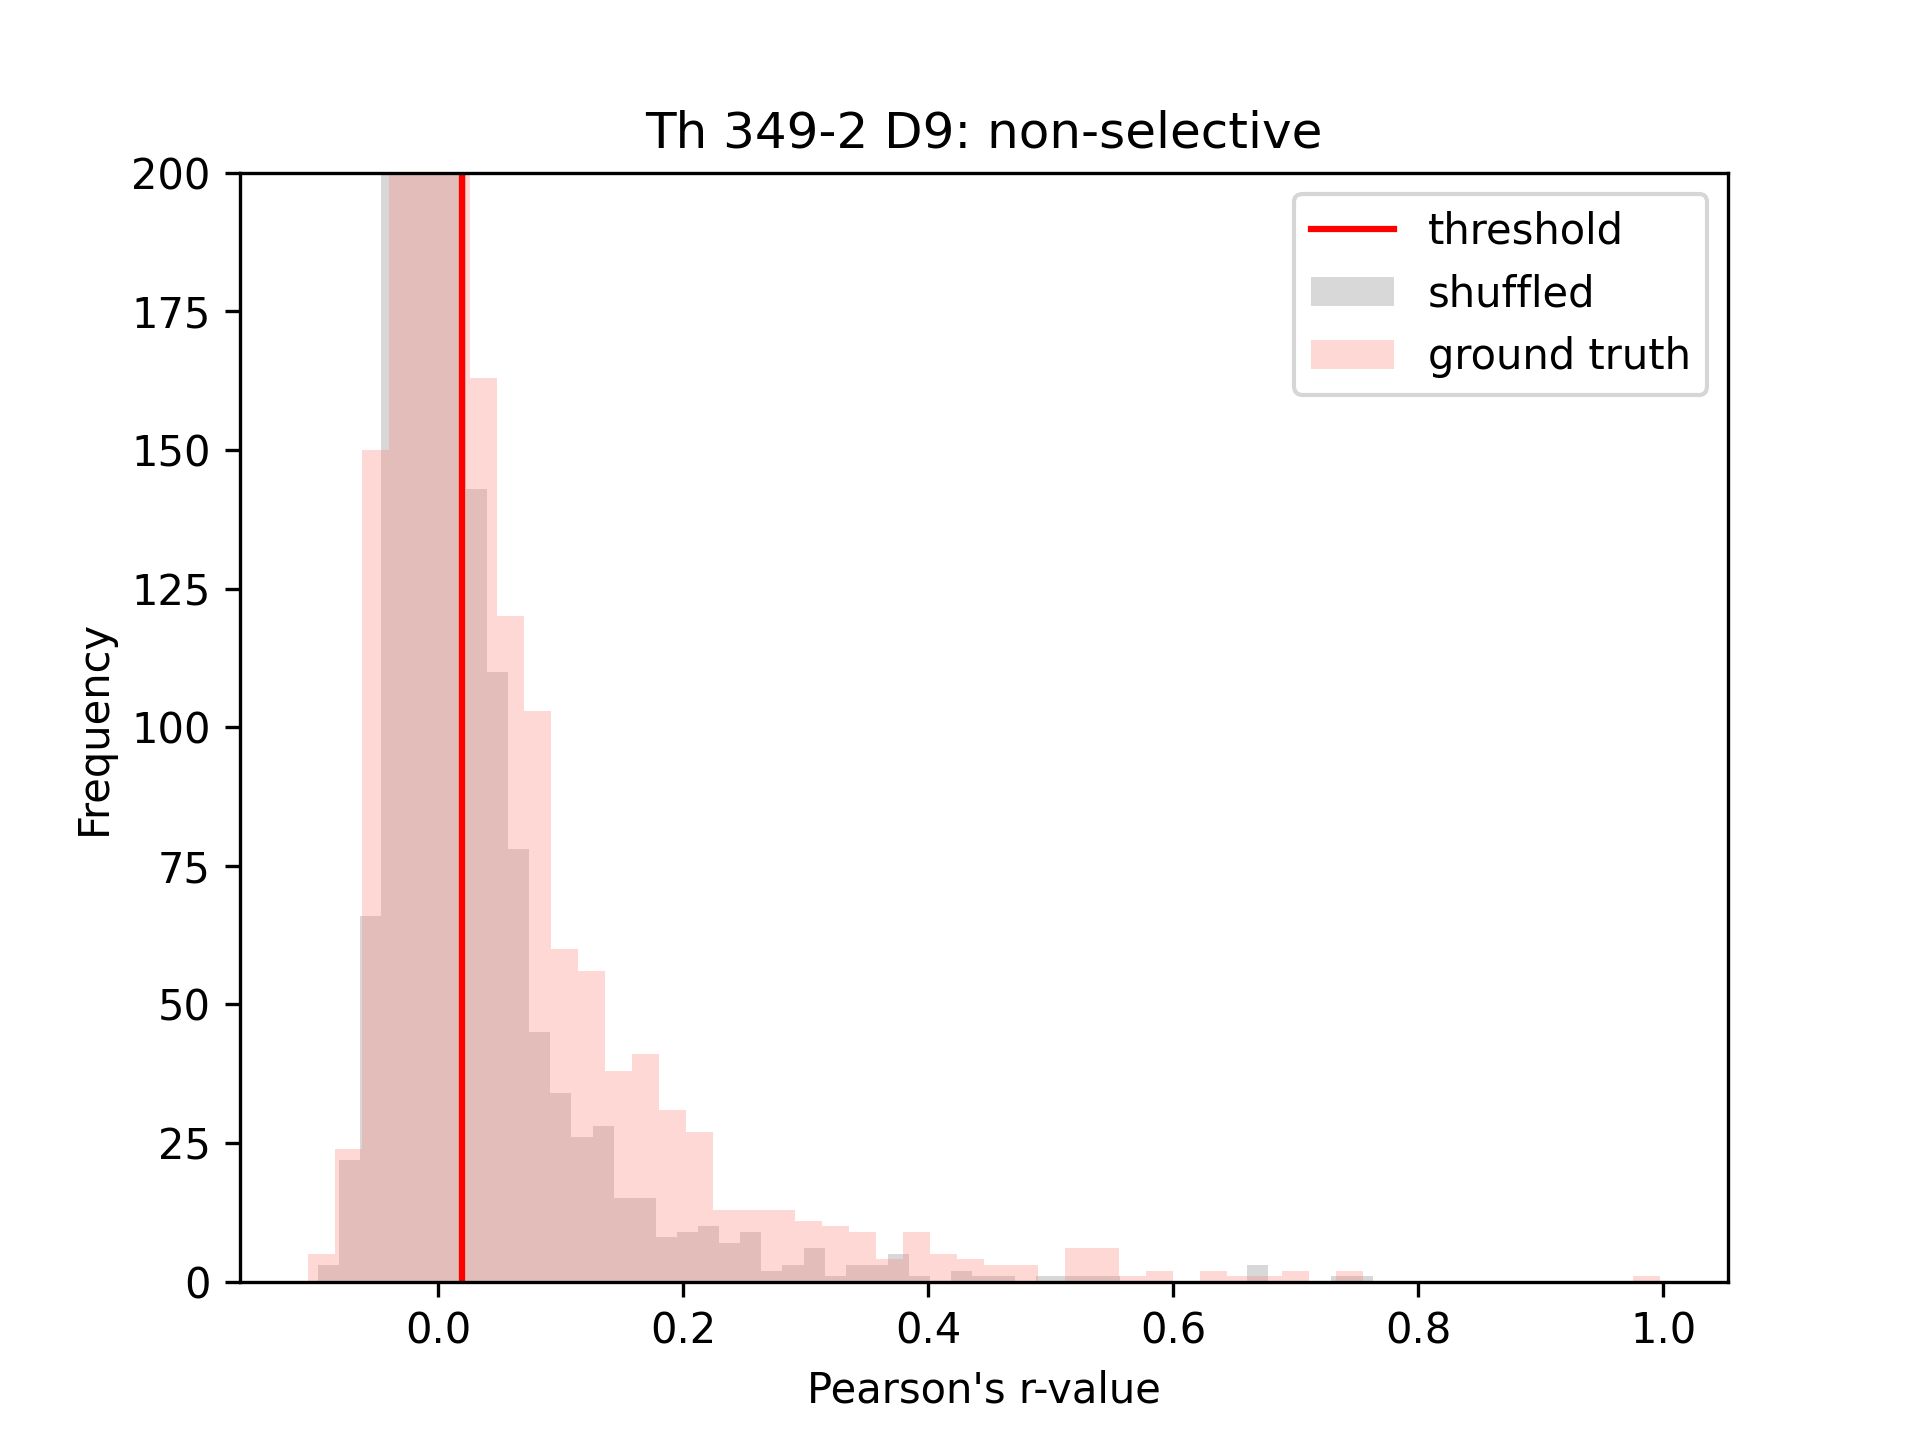 Th 349-2 D9: non-selective
200
175
150
125
100
75
50
25
0
Frequency
threshold
shuffled
ground truth
0.0 0.2 0.4 0.6 0.8 1.0
Pearson's r-value